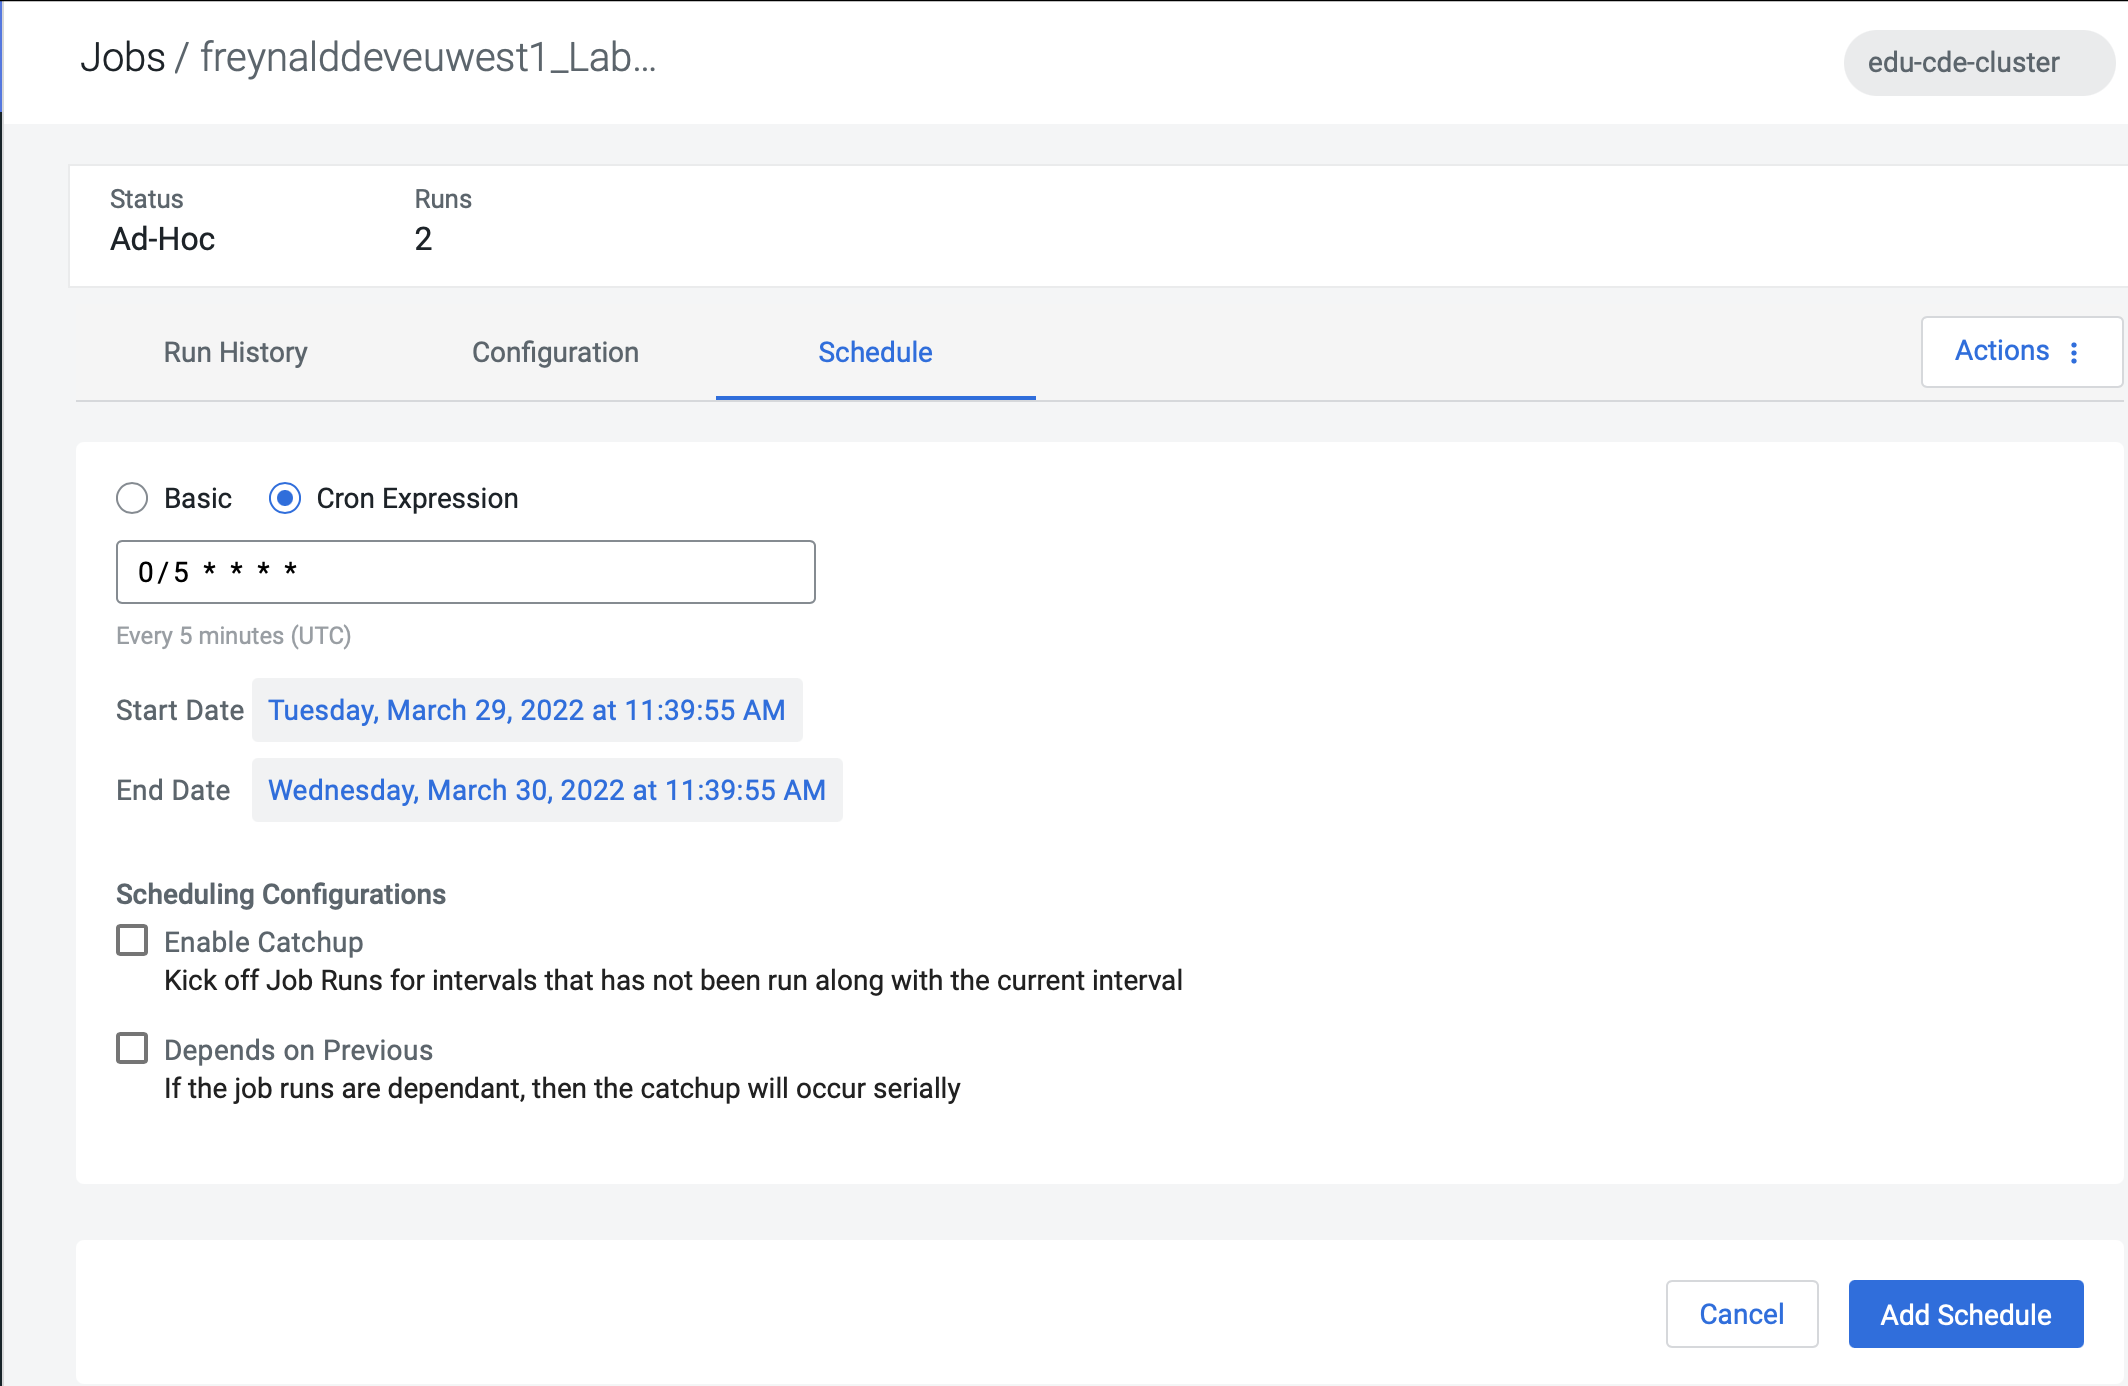 Jobs / freynalddeveuwest1_Lab...
edu-cde-cluster
Status
Runs
Ad-Hoc
2
Run History
Configuration
Schedule
Actions
Basic
Cron Expression
0/5 * * * *
Every 5 minutes (UTC)
Start Date Tuesday, March 29, 2022 at 11:39:55 AM
End Date Wednesday, March 30, 2022 at 11:39:55 AM
Scheduling Configurations
Enable Catchup
Kick off Job Runs for intervals that has not been run along with the current interval
Depends on Previous
If the job runs are dependant, then the catchup will occur serially
Cancel
Add Schedule